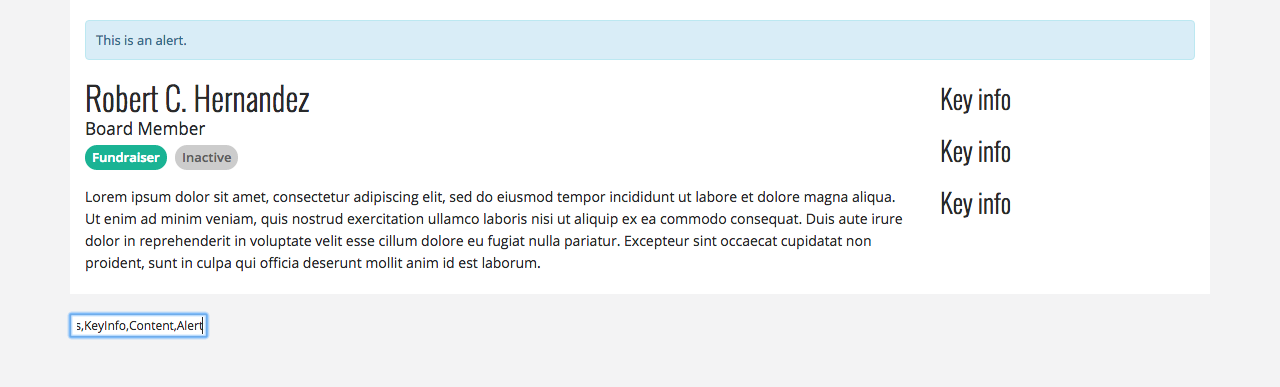 This is an alert.
Robert C. Hernandez
Board Member
Fundraiser Inactive
Lorem ipsum dolor sit amet, consectetur adipiscing elit, sed do eiusmod tempor incididunt ut labore et dolore magna aliqua.
Ut enim ad minim veniam, quis nostrud exercitation ullamco laboris nisi ut aliquip ex ea commodo consequat. Duis aute irure
dolor in reprehenderit in voluptate velit esse cillum dolore eu fugiat nulla pariatur. Excepteur sint occaecat cupidatat non
proident, sunt in culpa qui officia deserunt mollit anim id est laborum.
Key info
Key info
Key info
s,KeyInfo,Content,Alert